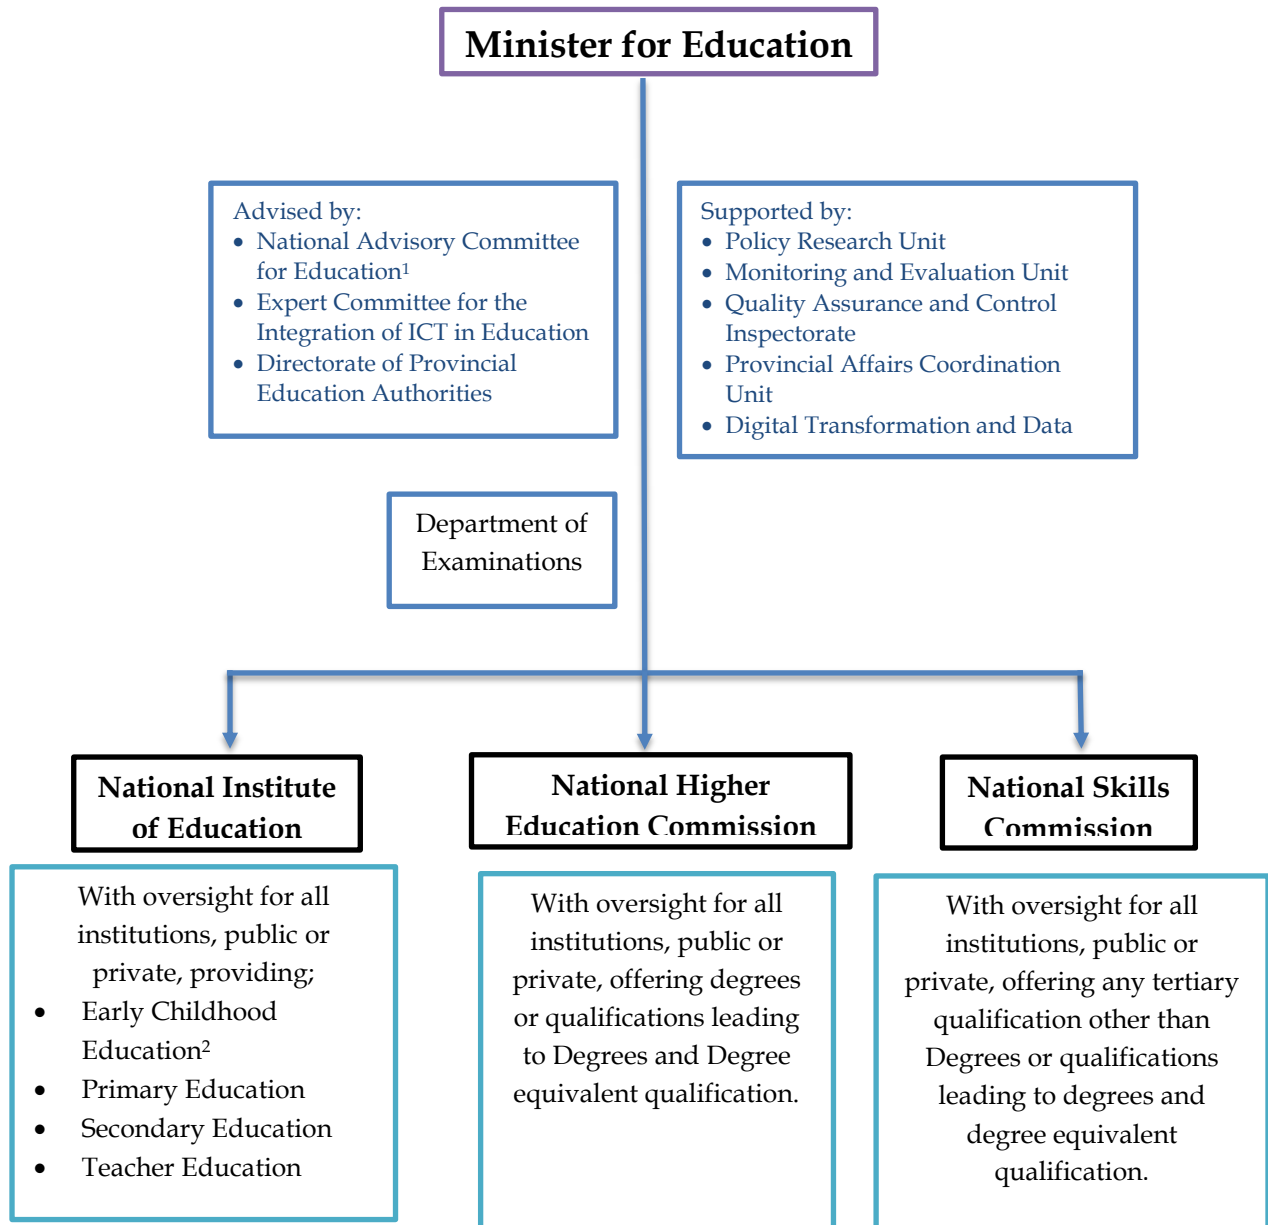 Minister for Education
Advised by:
• National Advisory Committee
for Education¹
• Expert Committee for the
Integration of ICT in Education
• Directorate of Provincial
Education Authorities
Supported by:
• Policy Research Unit
• Monitoring and Evaluation Unit
• Quality Assurance and Control
Inspectorate
• Provincial Affairs Coordination
Unit
• Digital Transformation and Data
Department of
Examinations
National Institute
of Education
National Higher
Education Commission
National Skills
Commission
With oversight for all
institutions, public or
private, providing;
• Early Childhood
Education²
• Primary Education
• Secondary Education
• Teacher Education
With oversight for all
institutions, public or
private, offering degrees
or qualifications leading
to Degrees and Degree
equivalent qualification.
With oversight for all
institutions, public or
private, offering any tertiary
qualification other than
Degrees or qualifications
leading to degrees and
degree equivalent
qualification.